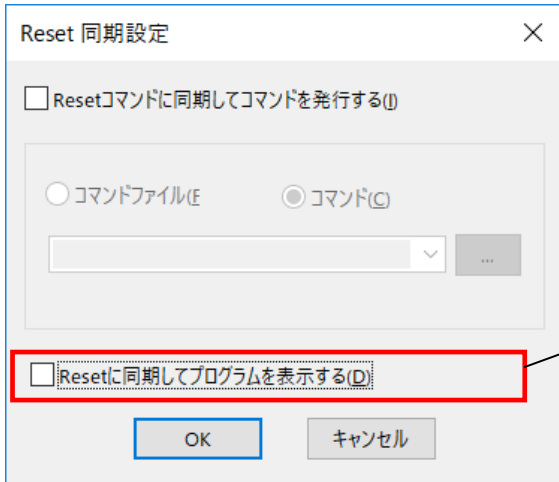 Reset 同期設定
Resetコマンドに同期してコマンドを発行する(I)
コマンドファイル(F
コマンド(C)
...
Resetに同期してプログラムを表示する(D)
OK
キャンセル